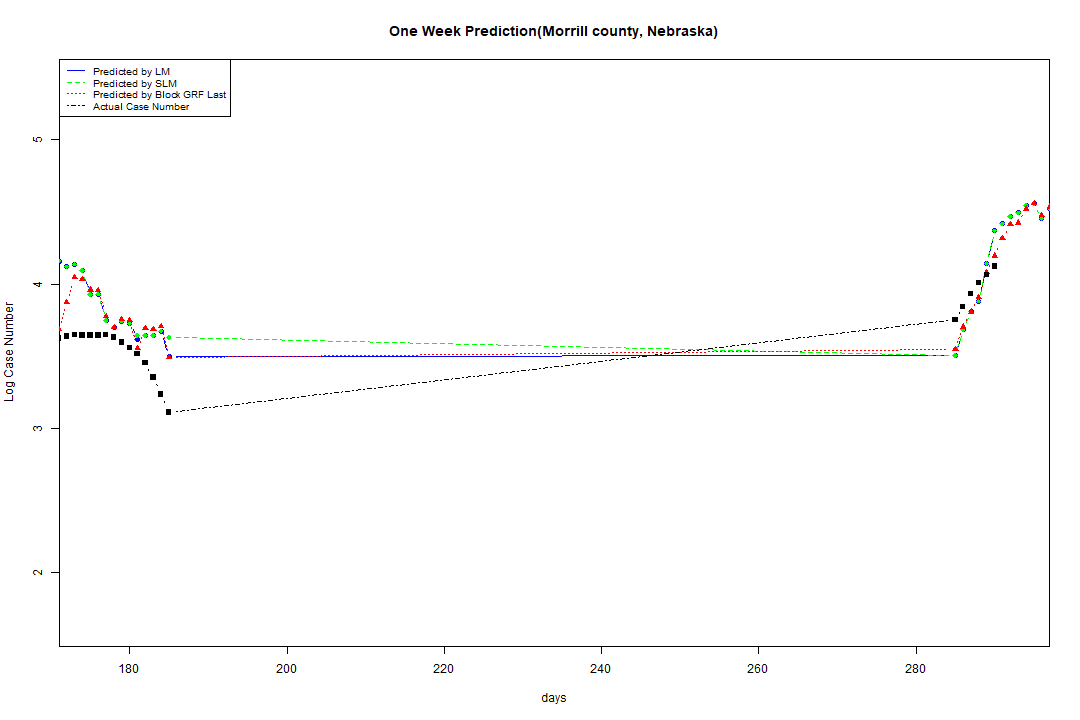 One Week Prediction(Morrill county, Nebraska)
Predicted by LM
Predicted by SLM
Predicted by Block GRF Last
Actual Case Number
5
4
3
2
Log Case Number
180 200 220 240 260 280
days